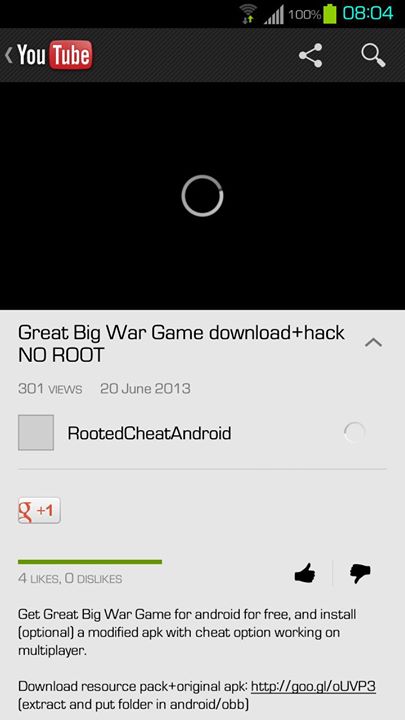 100% 08:04
You Tube
Great Big War Game download+hack
NO ROOT
301 VIEWS 20 June 2013
RootedCheatAndroid
g +1
4 LIKES, 0 DISLIKES
Get Great Big War Game for android for free, and install
(optional) a modified apk with cheat option working on
multiplayer.
Download resource pack+original apk: http://goo.gl/oUVP3
(extract and put folder in android/obb)